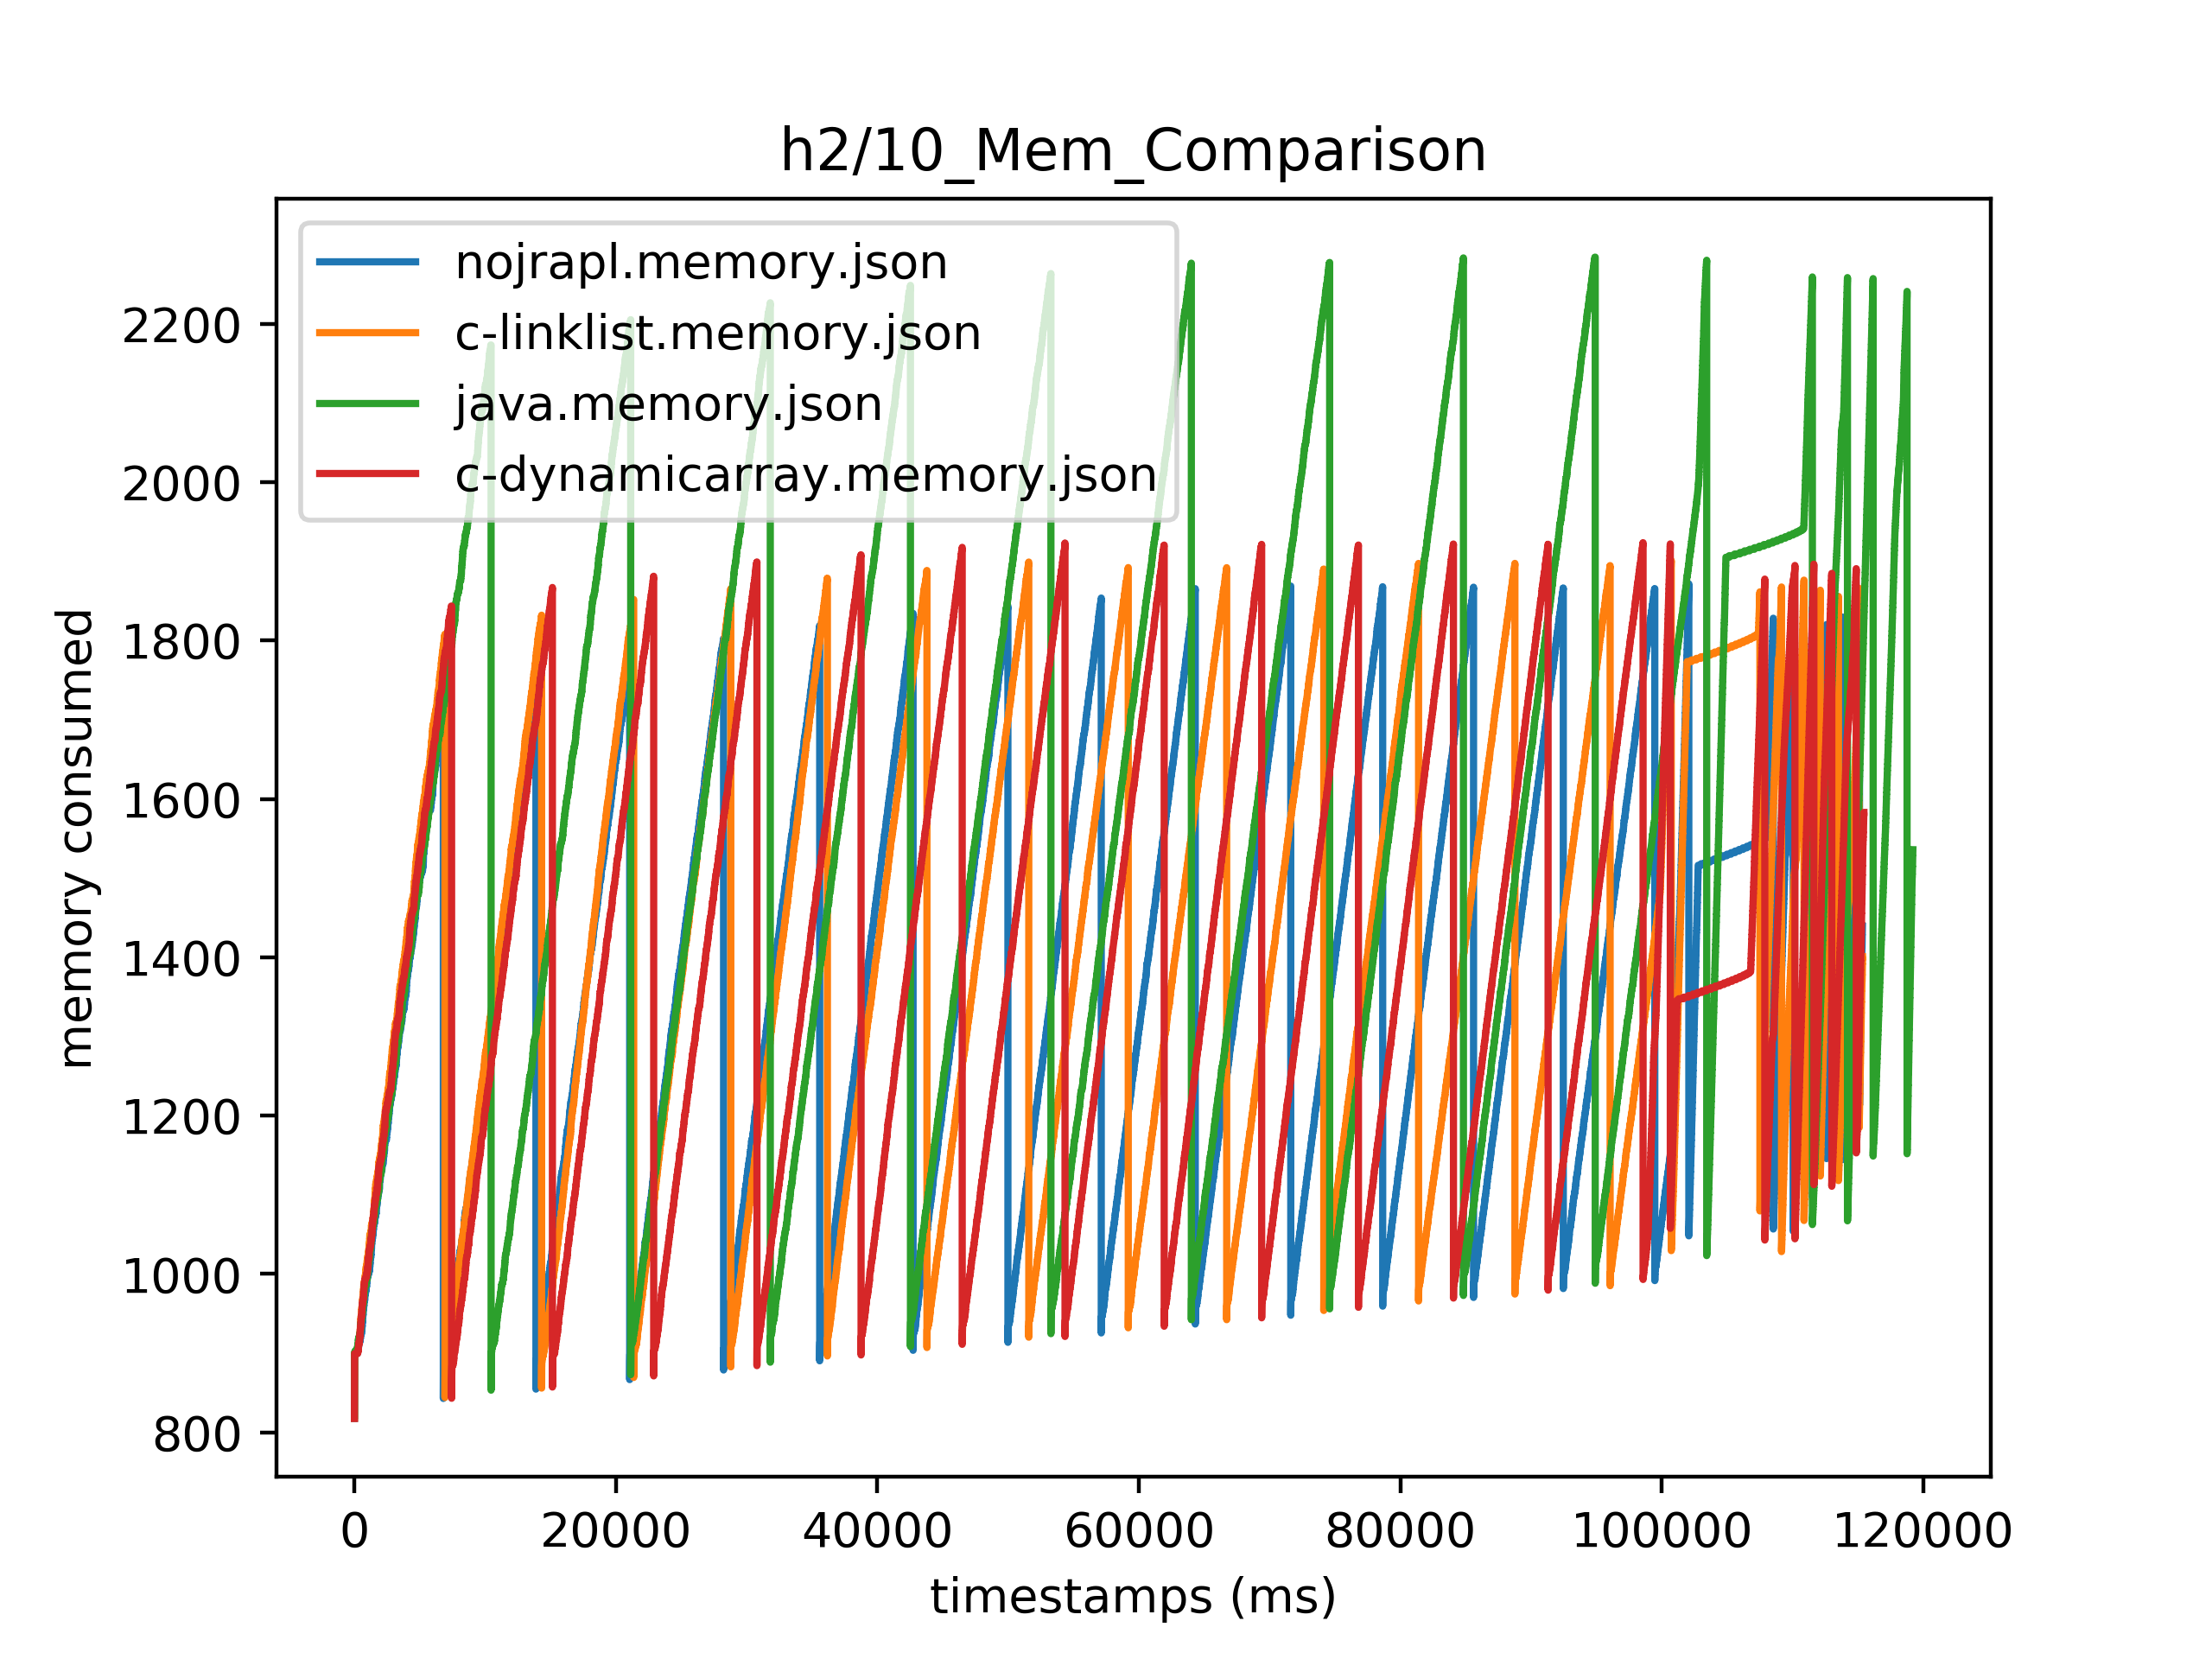 h2/10_Mem_Comparison
nojrapl.memory.json
c-linklist.memory.json
java.memory.json
c-dynamicarray.memory.json
memory consumed
2200
2000
1800
1600
1400
1200
1000
800
0 20000 40000 60000 80000 100000 120000
timestamps (ms)